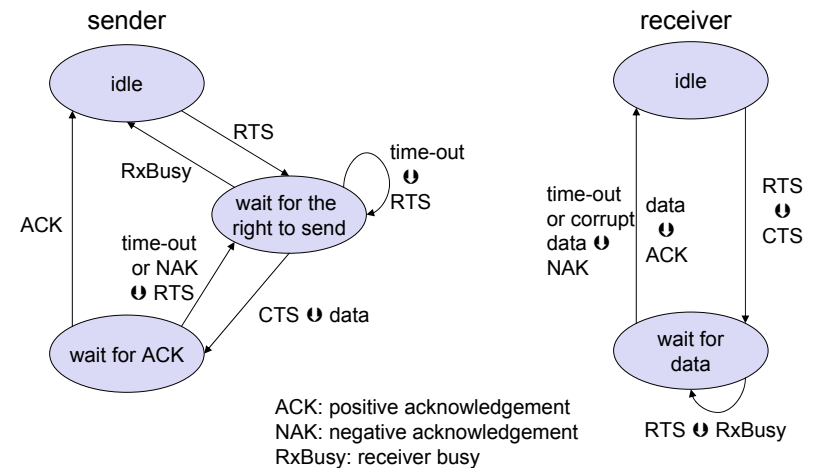 sender
idle
RTS
RxBusy
time-out
RTS
wait for the
right to send
ACK
time-out
or NAK
RTS
CTS data
wait for ACK
receiver
idle
time-out
or corrupt
data
NAK
data
ACK
RTS
CTS
wait for
data
RTS RxBusy
ACK: positive acknowledgement
NAK: negative acknowledgement
RxBusy: receiver busy